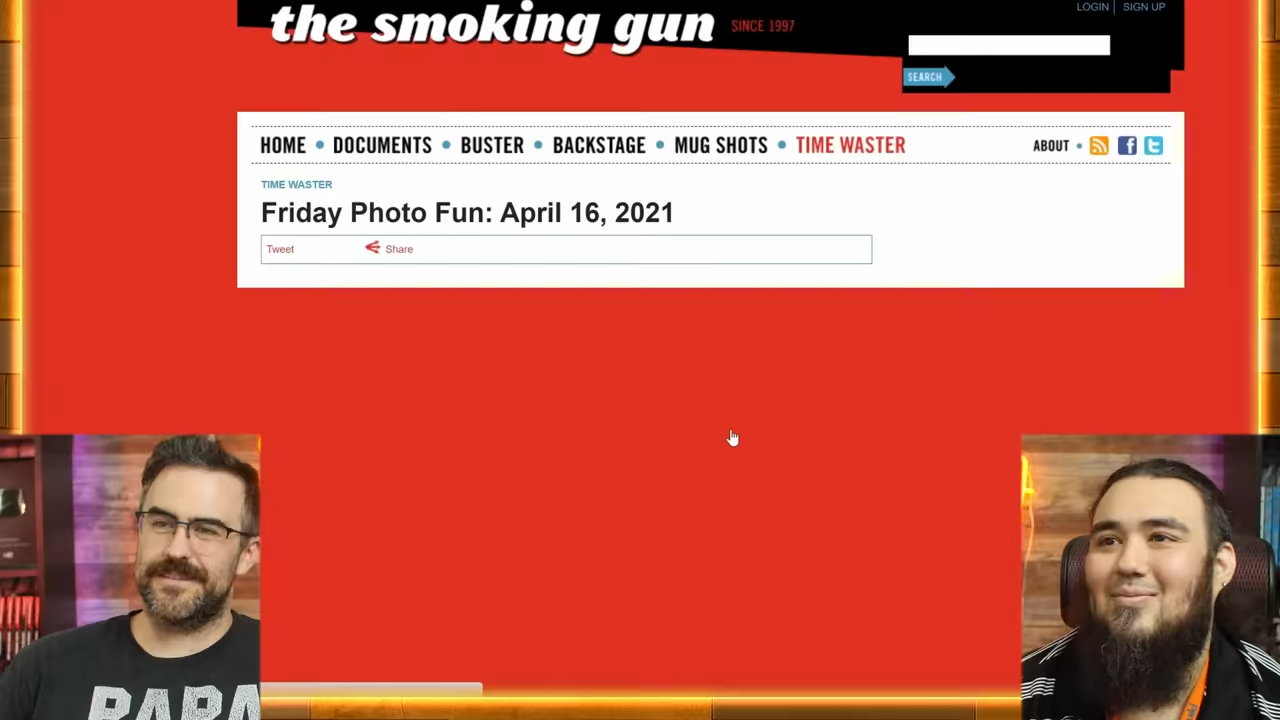 the smoking gun SINCE 1997
LOGIN SIGN UP
SEARCH
HOME • DOCUMENTS • BUSTER • BACKSTAGE • MUG SHOTS • TIME WASTER
ABOUT •
TIME WASTER
Friday Photo Fun: April 16, 2021
Tweet Share
PAPA